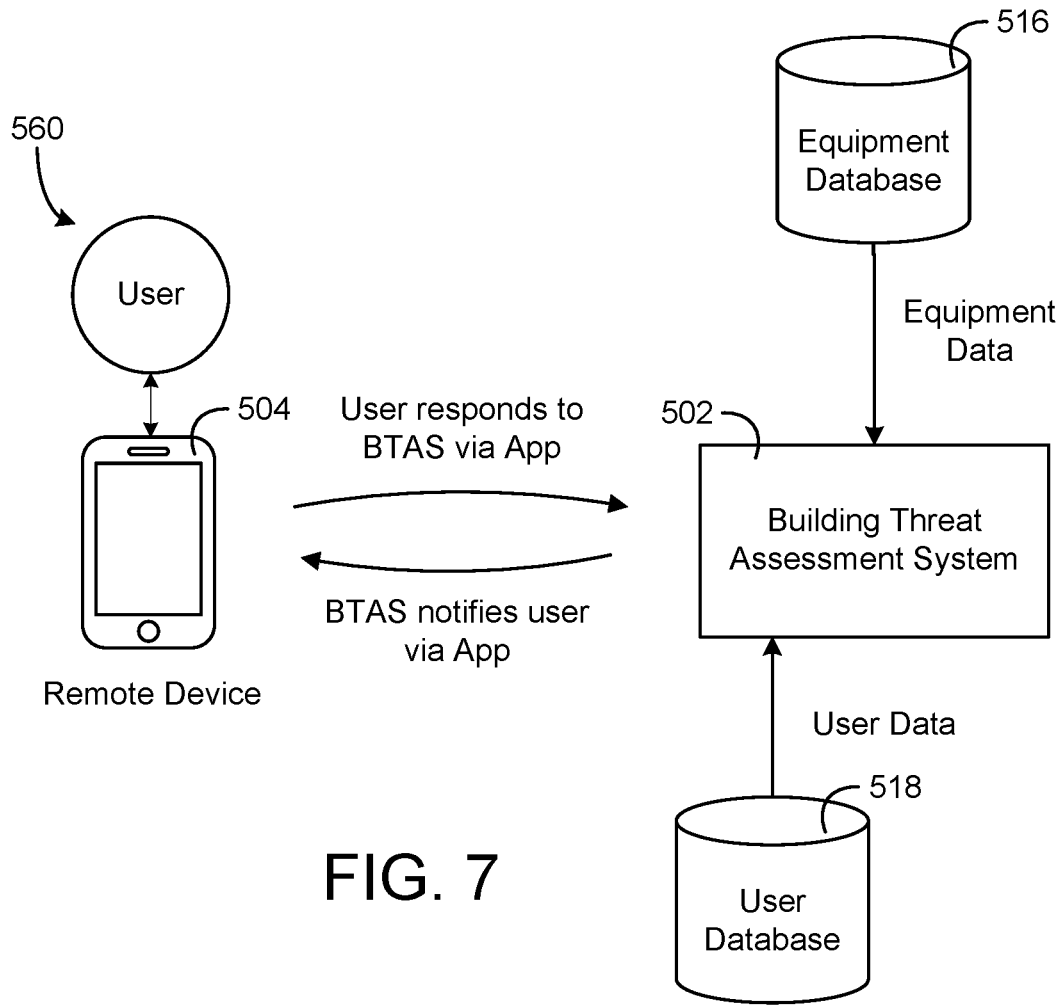 516
Equipment
Database
560
User
Equipment
Data
504
User responds to
BTAS via App
502
Building Threat
Assessment System
BTAS notifies user
via App
Remote Device
User Data
518
FIG. 7
User
Database